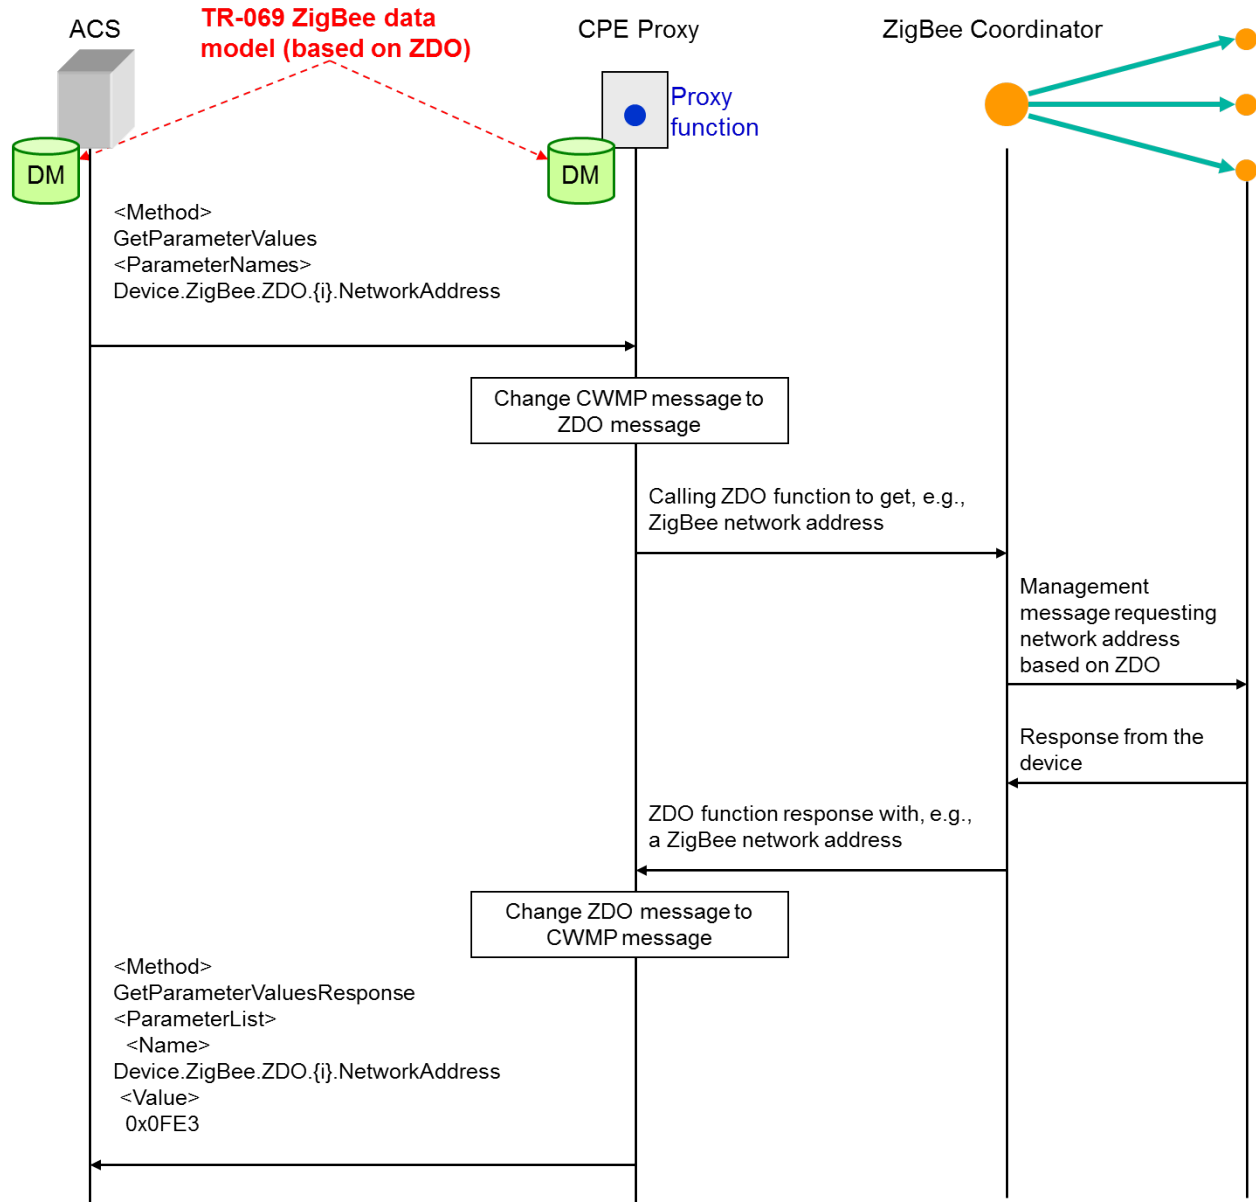 ACS
TR-069 ZigBee data
model (based on ZDO)
CPE Proxy
ZigBee Coordinator
Proxy
function
DM
DM
<Method>
GetParameterValues
<ParameterNames>
Device.ZigBee.ZDO.{i}.NetworkAddress
Change CWMP message to
ZDO message
Calling ZDO function to get, e.g.,
ZigBee network address
Management
message requesting
network address
based on ZDO
Response from the
device
ZDO function response with, e.g.,
a ZigBee network address
Change ZDO message to
CWMP message
<Method>
GetParameterValuesResponse
<ParameterList>
<Name>
Device.ZigBee.ZDO.{i}.NetworkAddress
<Value>
0x0FE3